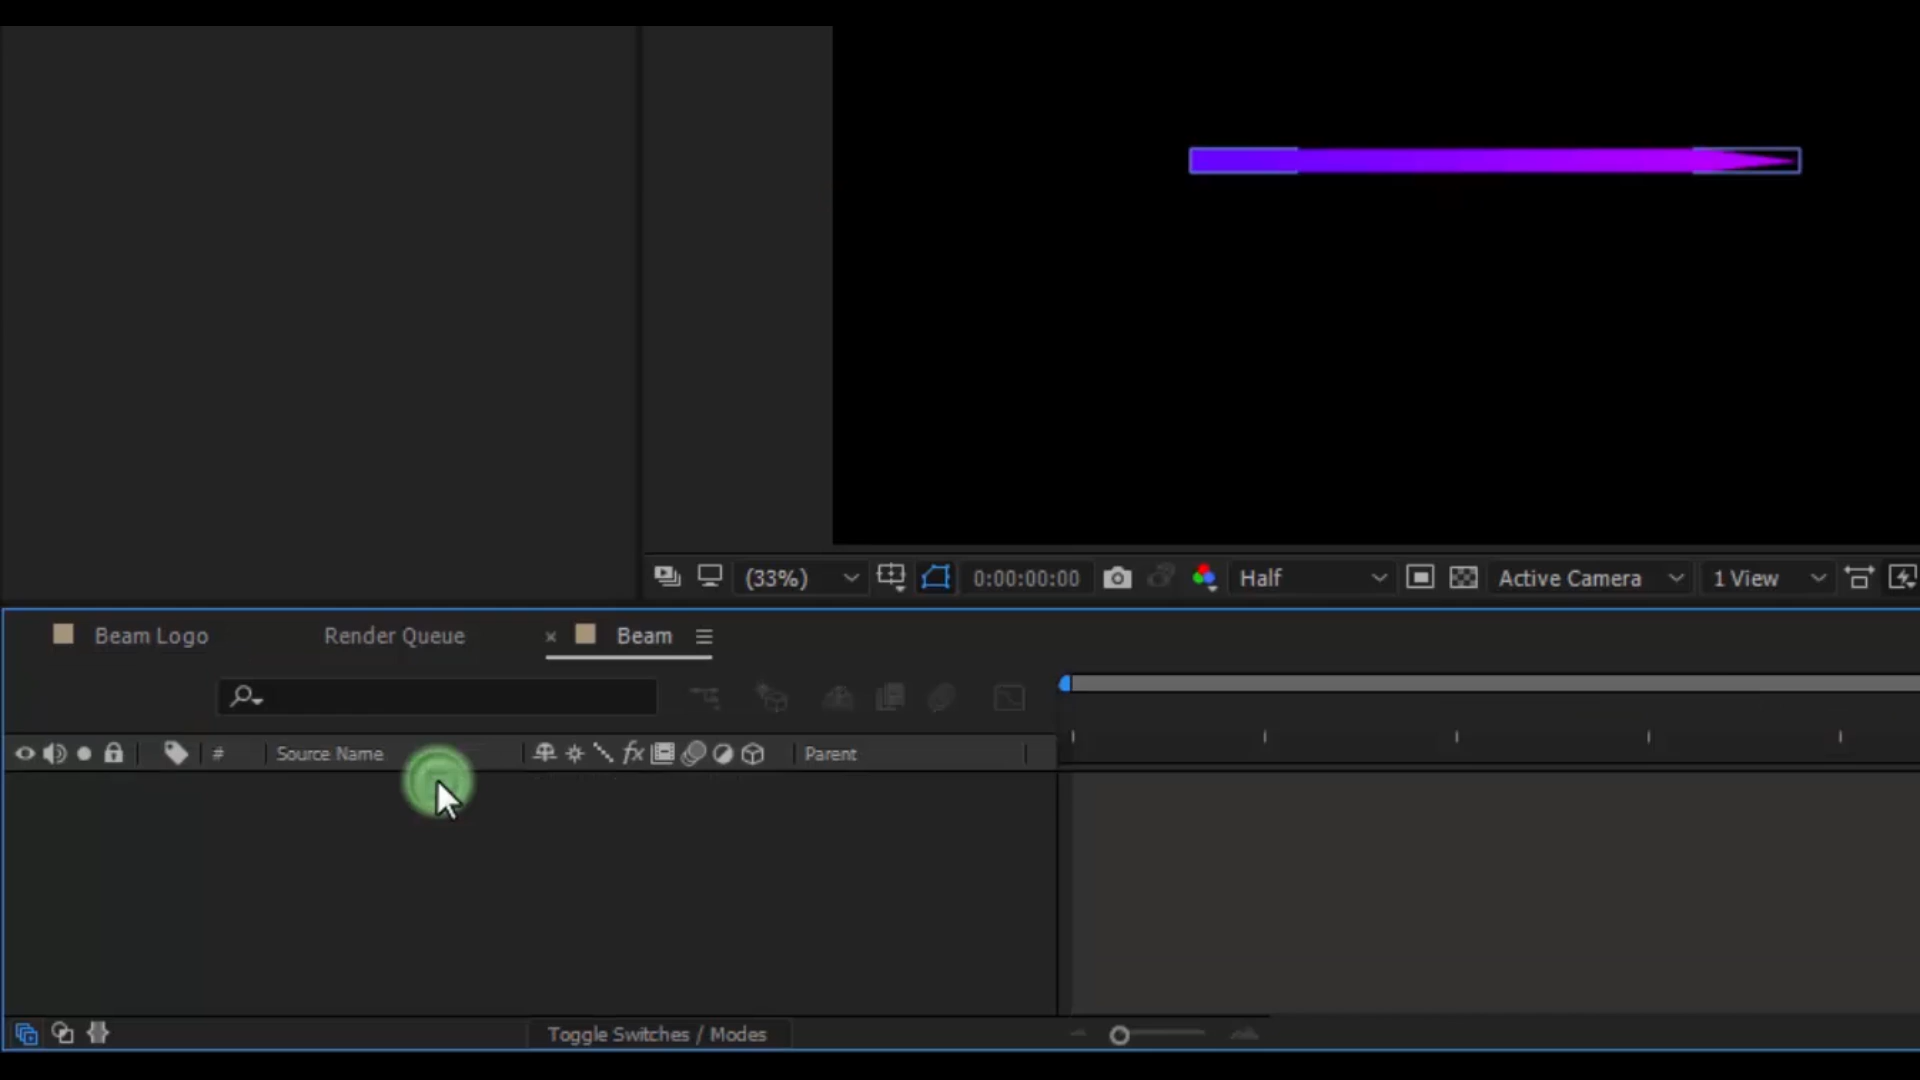 (33%)
0:00:00:00
Half
Active Camera
1 View
Beam Logo
Render Queue
× Beam
# Source Name
fx
Parent
Toggle Switches / Modes